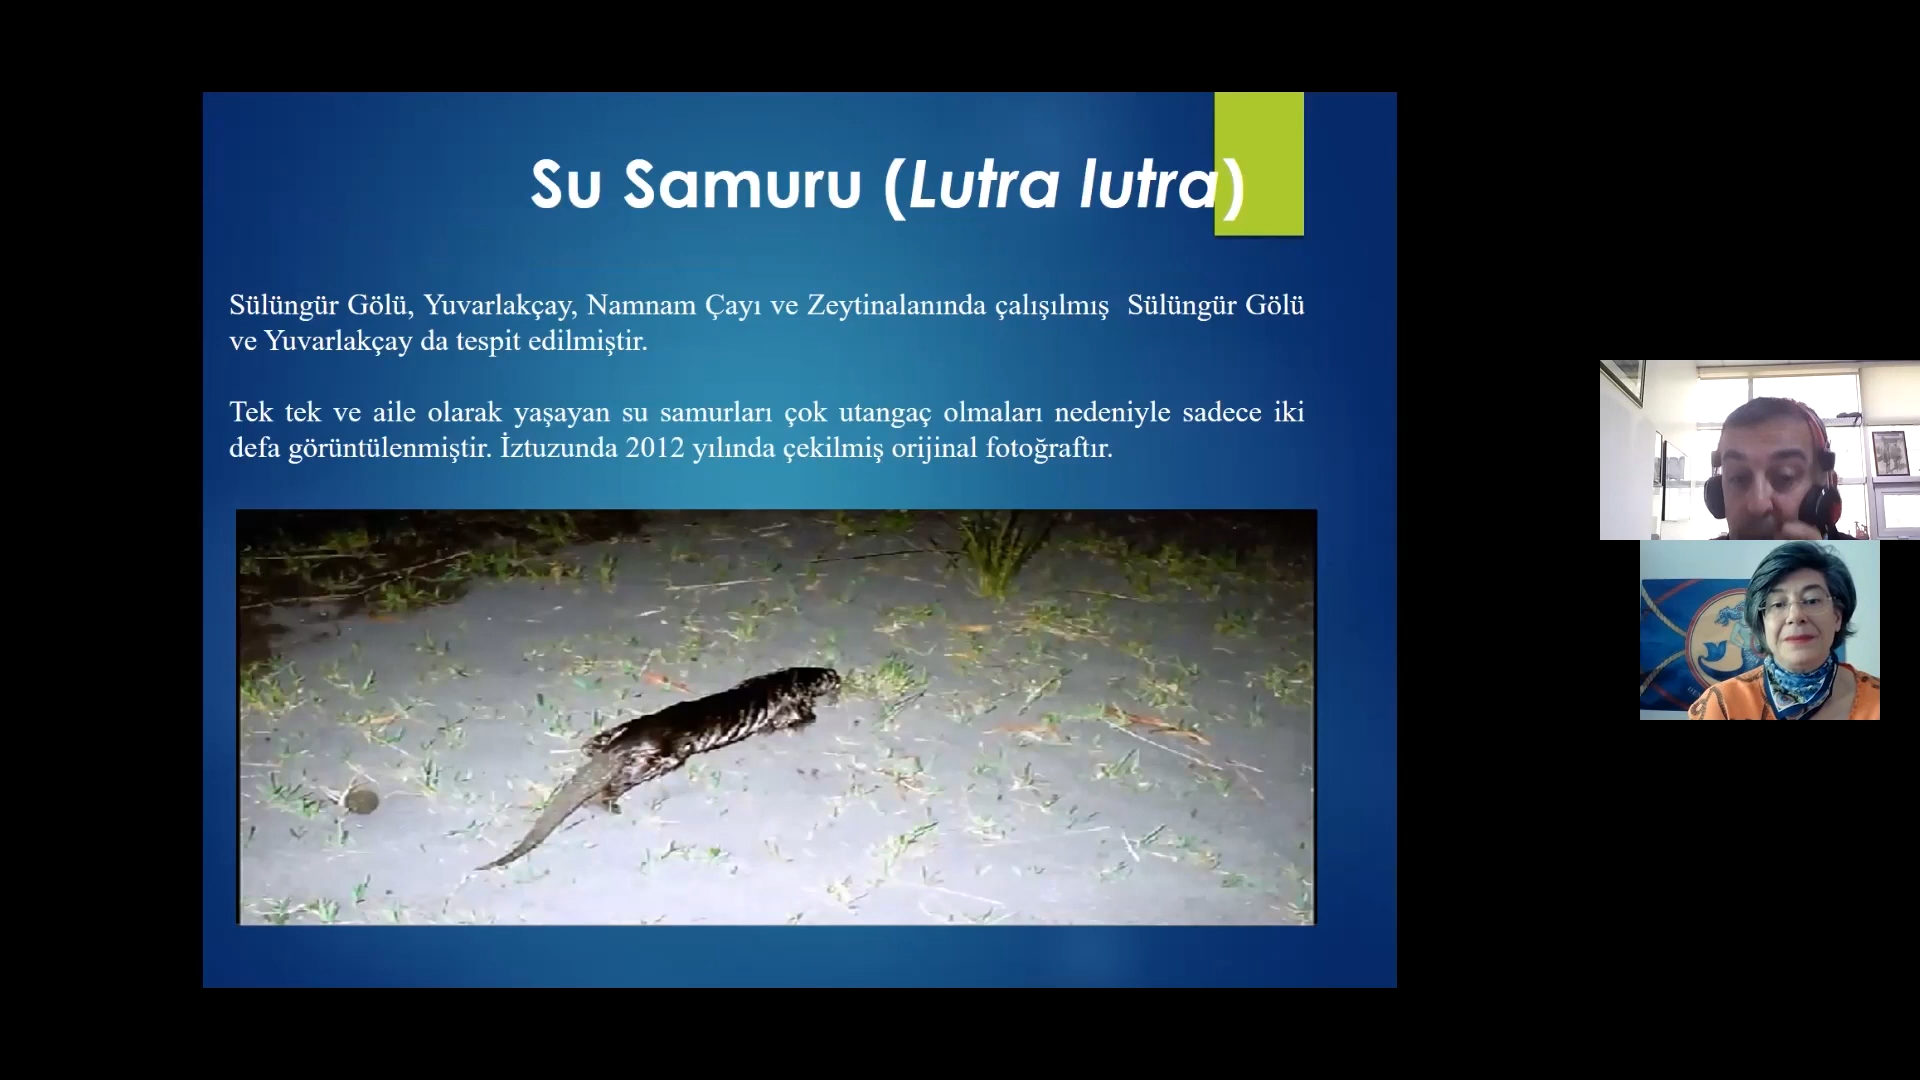 Su Samuru (Lutra lutra)
Sülüngür Gölü, Yuvarlakçay, Namnam Çayı ve Zeytinalanında çalışılmış  Sülüngür Gölü
ve Yuvarlakçay da tespit edilmiştir.
Tek tek ve aile olarak yaşayan su samurları çok utangaç olmaları nedeniyle sadece iki
defa görüntülenmiştir. İztuzunda 2012 yılında çekilmiş orijinal fotoğraftır.